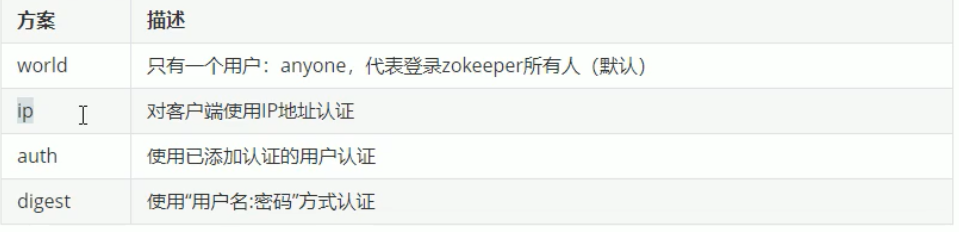 方案 描述
world 只有一个用户：anyone，代表登录zokeeper所有人（默认）
ip 对客户端使用IP地址认证
auth 使用已添加认证的用户认证
digest 使用“用户名:密码”方式认证